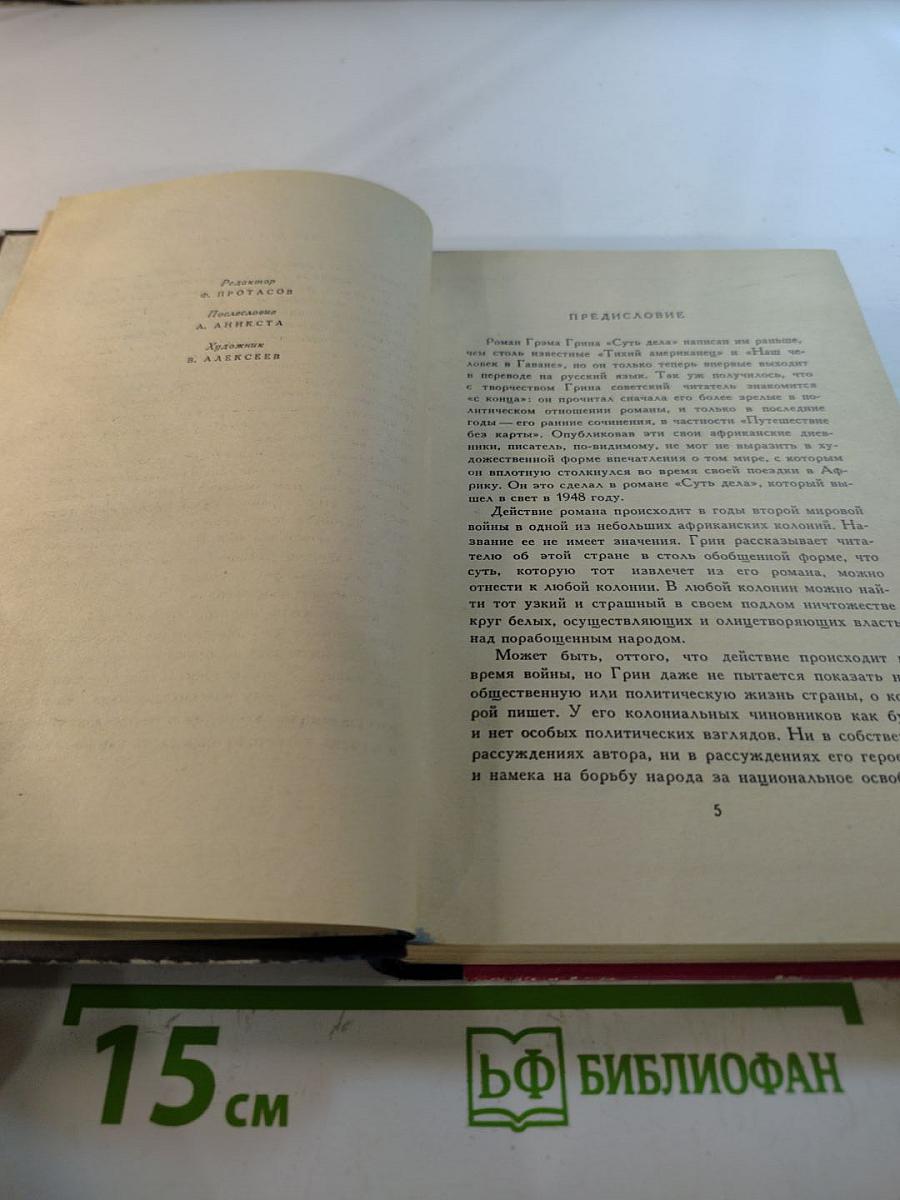 Редактор
Ф. ПРОТАСОВ
Послесловие
А. АНИКСТА
Художник
В. АЛЕКСЕЕВ
ПРЕДИСЛОВИЕ
Роман Грэма Грина «Суть дела» написан им раньше,
чем столь известные «Тихий американец» и «Наш че-
ловек в Гаване», но он только теперь впервые выходит
в переводе на русский язык. Так уж получилось, что
с творчеством Грина советский читатель знакомится
«с конца»: он прочитал сначала его более зрелые в по-
литическом отношении романы, и только в последние
годы — его ранние сочинения, в частности «Путешествие
без карты». Опубликовав эти свои африканские днев-
ники, писатель, по-видимому, не мог не выразить в ху-
дожественной форме впечатления о том мире, с которым
он вплотную столкнулся во время своей поездки в Аф-
рику. Он это сделал в романе «Суть дела», который вы-
шел в свет в 1948 году.
Действие романа происходит в годы второй мировой
войны в одной из небольших африканских колоний. На-
звание ее не имеет значения. Грин рассказывает чита-
телю об этой стране в столь обобщенной форме, что
суть, которую тот извлечет из его романа, можно
отнести к любой колонии. В любой колонии можно най-
ти тот узкий и страшный в своем подлом ничтожестве
круг белых, осуществляющих и олицетворяющих власть
над порабощенным народом.
Может быть, оттого, что действие происходит
время войны, но Грин даже не пытается показать н
общественную или политическую жизнь страны, о ко
рой пишет. У его колониальных чиновников как бу
и нет особых политических взглядов. Ни в собстве
рассуждениях автора, ни в рассуждениях его герое
и намека на борьбу народа за национальное освоб
5
15 см
ЬФ БИБЛИОФАН